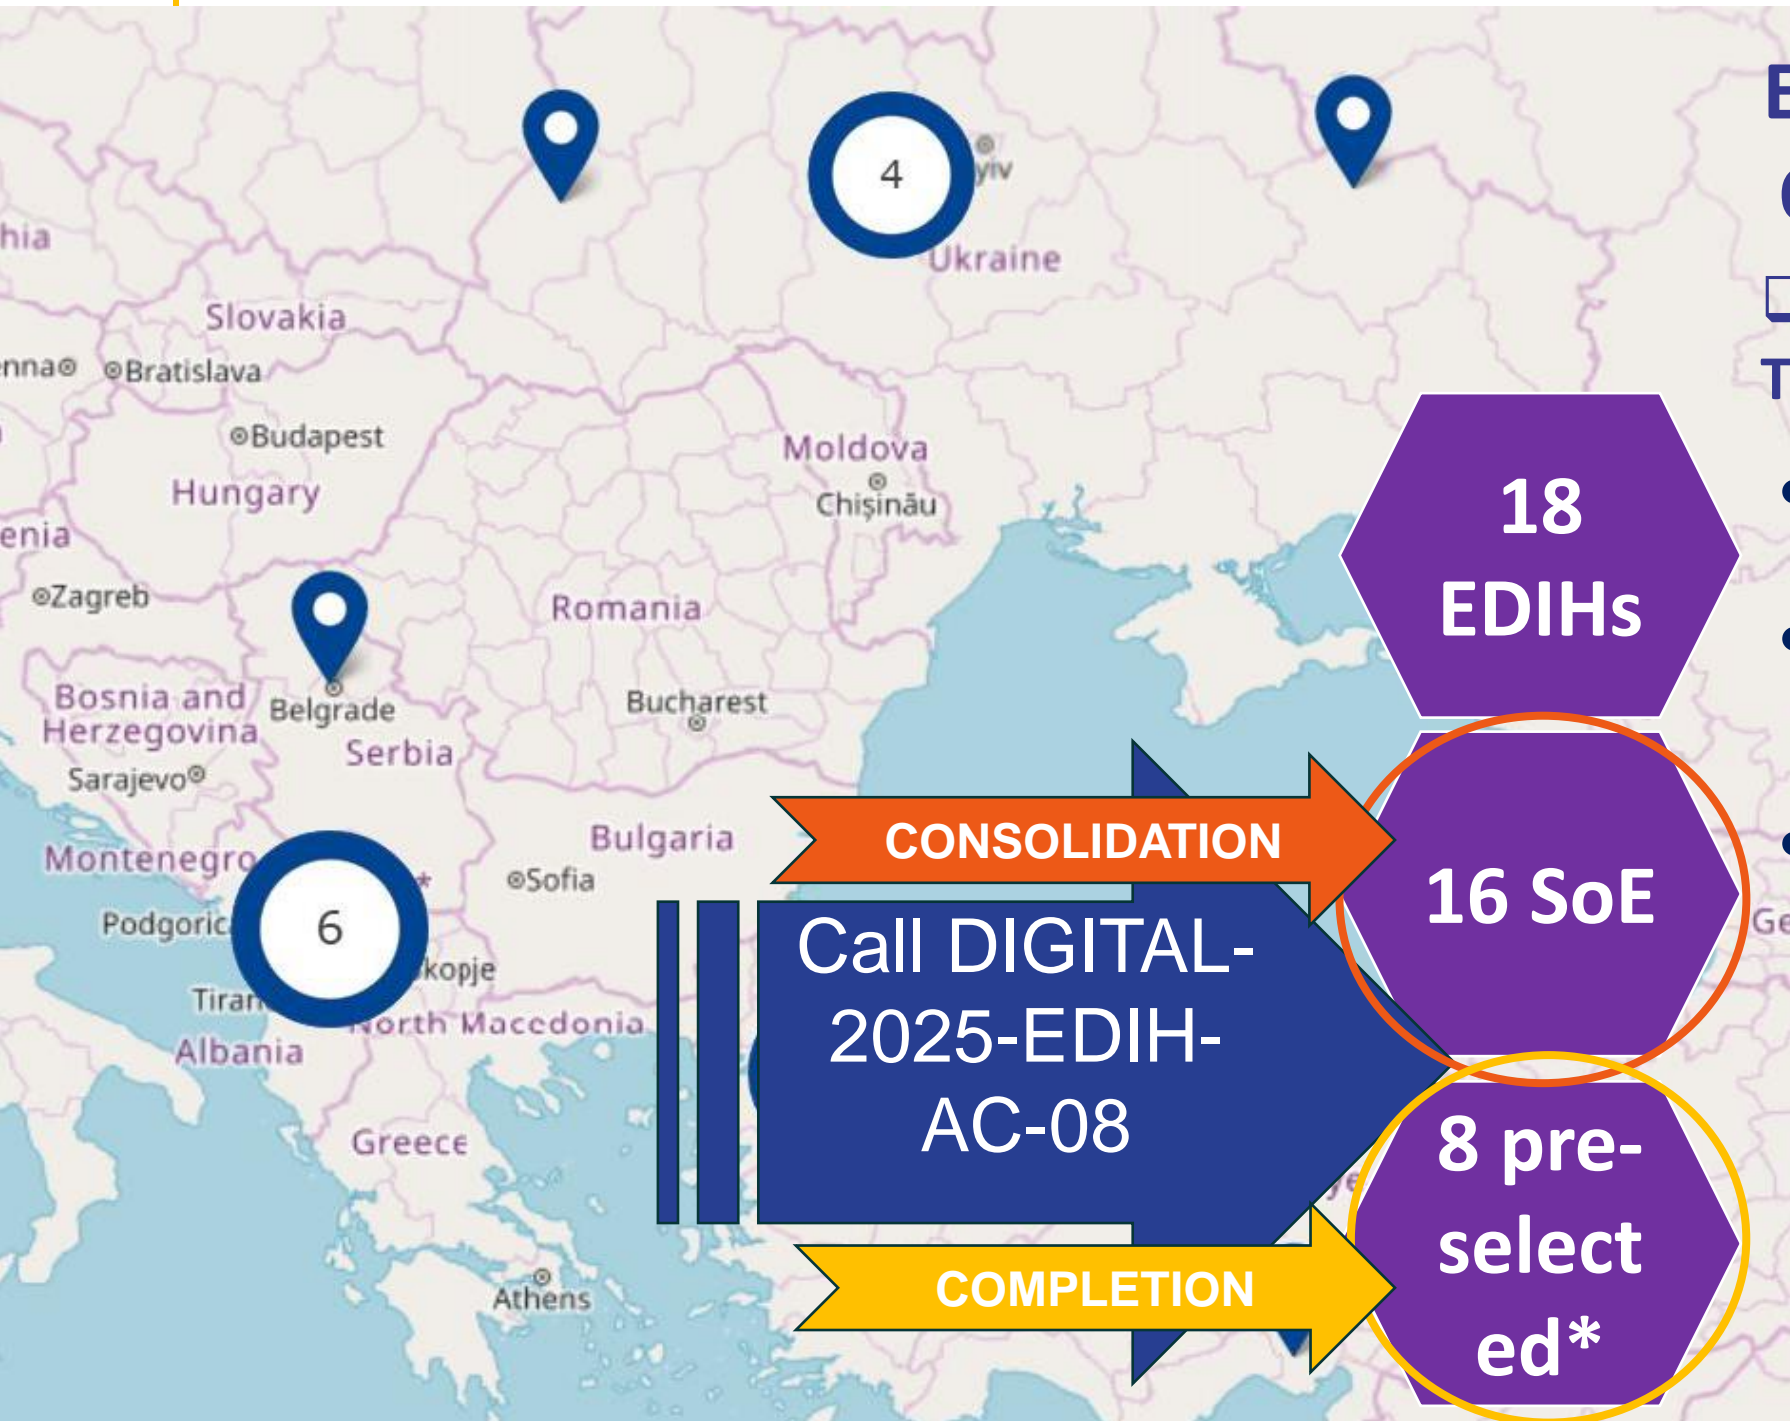 4
Ukraine
Slovakia
Bratislava
Budapest
Hungary
Moldova
Chișinău
Zagreb
Romania
Bosnia and
Herzegovina
Belgrade
Bucharest
Serbia
Sarajevo
Montenegro
Bulgaria
Sofia
6
Albania
North Macedonia
Greece
Athens
18
EDIHs
CONSOLIDATION
16 SoE
Call DIGITAL-
2025-EDIH-
AC-08
COMPLETION
8 pre-
select
ed*